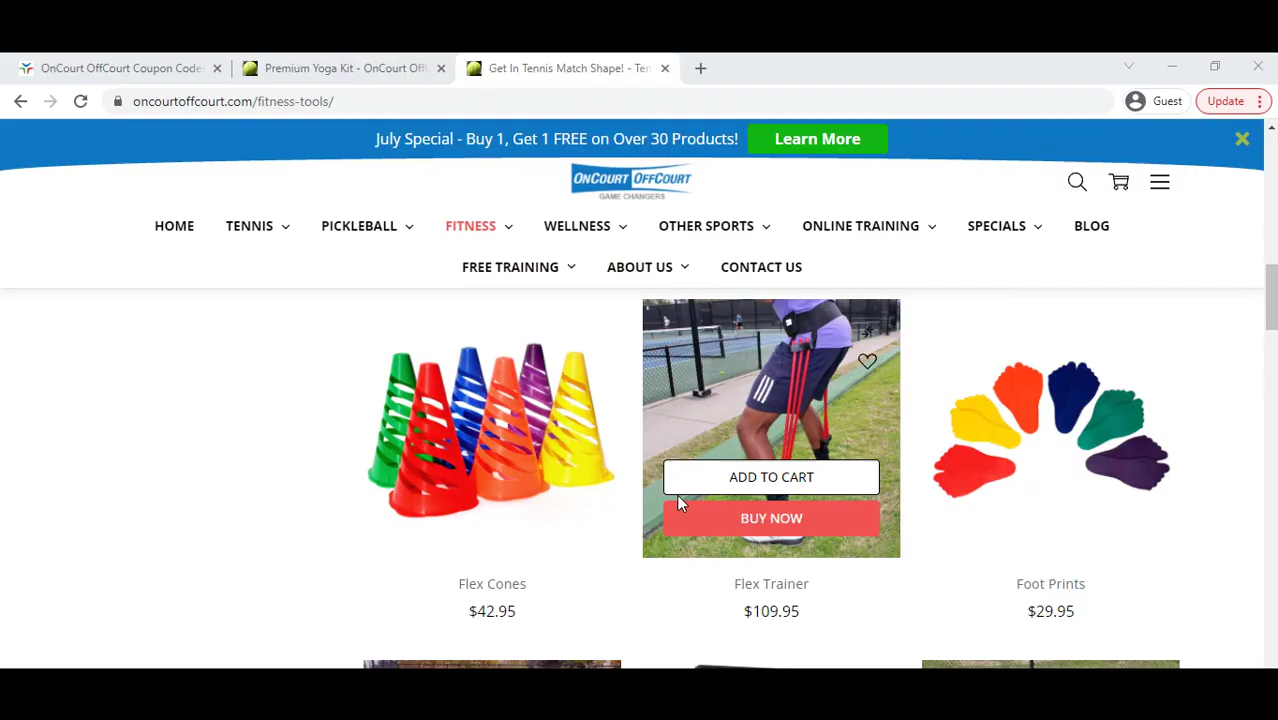 OnCourt OffCourt Coupon Code
Premium Yoga Kit - OnCourt Off
Get In Tennis Match Shape! - Ten
oncourtoffcourt.com/fitness-tools/
Guest
Update
July Special - Buy 1, Get 1 FREE on Over 30 Products!
Learn More
ONCOURT OFFCOURT
GAME CHANGERS
HOME TENNIS PICKLEBALL FITNESS WELLNESS OTHER SPORTS ONLINE TRAINING SPECIALS BLOG
FREE TRAINING ABOUT US CONTACT US
ADD TO CART
BUY NOW
Flex Cones
$42.95
Flex Trainer
$109.95
Foot Prints
$29.95